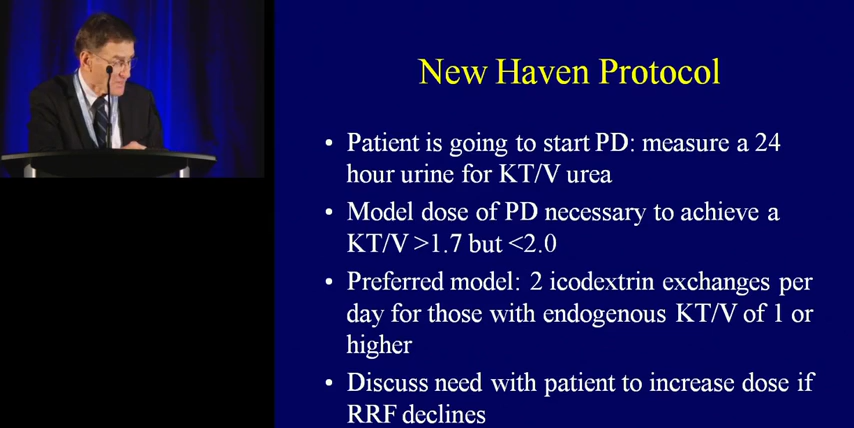 New Haven Protocol
• Patient is going to start PD: measure a 24
hour urine for KT/V urea
• Model dose of PD necessary to achieve a
KT/V >1.7 but <2.0
• Preferred model: 2 icodextrin exchanges per
day for those with endogenous KT/V of 1 or
higher
• Discuss need with patient to increase dose if
RRF declines